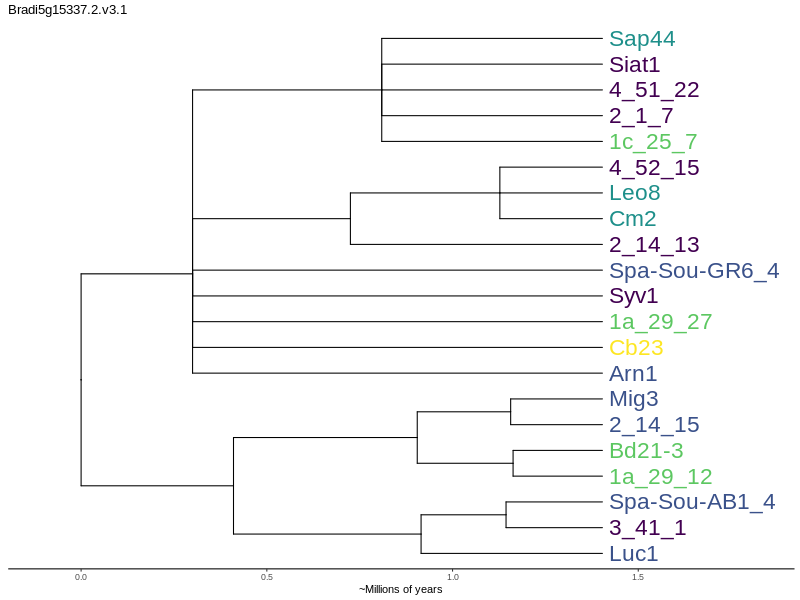 Bradi5g15337.2.v3.1
Sap44
Siat1
4_51_22
2_1_7
1c_25_7
4_52_15
Leo8
Cm2
2_14_13
Spa-Sou-GR6_4
Syv1
1a_29_27
Cb23
Arn1
Mig3
2_14_15
Bd21-3
1a_29_12
Spa-Sou-AB1_4
3_41_1
Luc1
0.0 0.5 1.0 1.5
~Millions of years